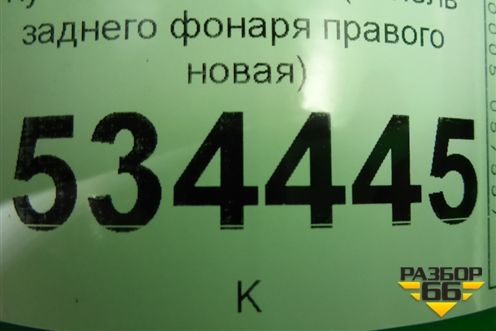 заднего фонаря правого
новая)
534445
К
РАЗБОР
66